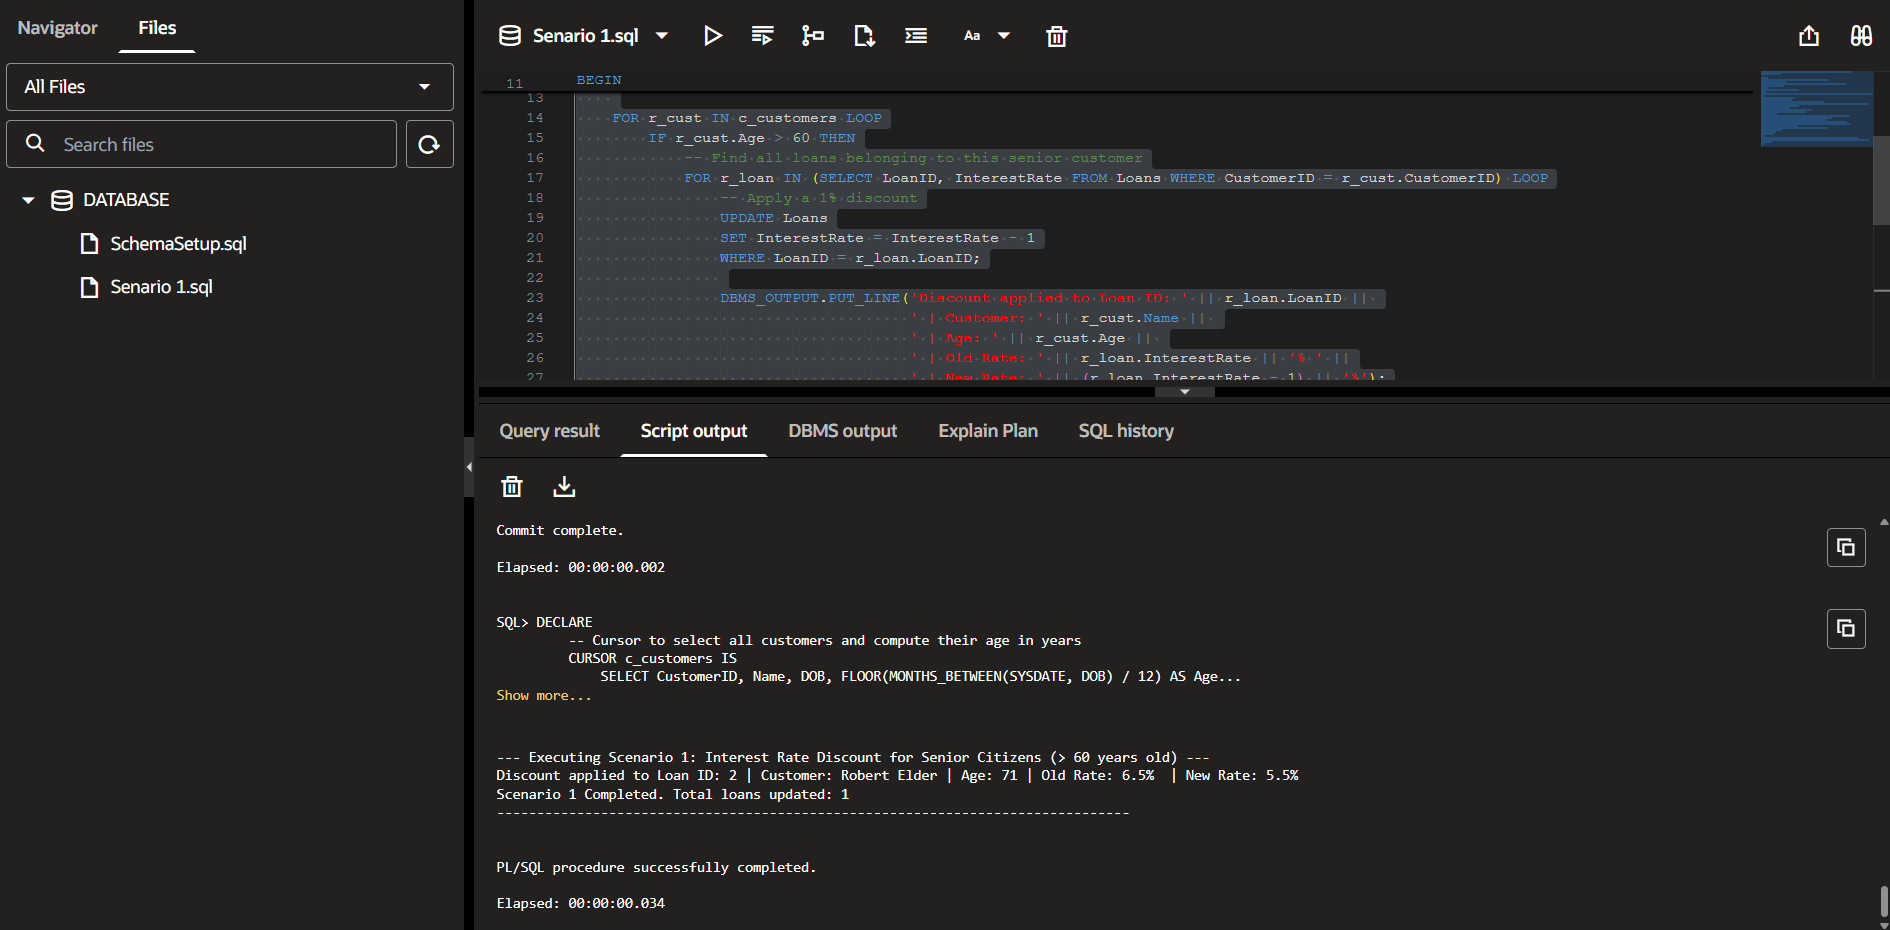 Navigator
Files
All Files
Search files
DATABASE
SchemaSetup.sql
Senario 1.sql
Senario 1.sql
Aa
11 BEGIN
13
14 FOR r_cust IN c_customers LOOP
15 IF r_cust.Age > 60 THEN
16 -- Find all loans belonging to this senior customer
17 FOR r_loan IN (SELECT LoanID, InterestRate FROM Loans WHERE CustomerID = r_cust.CustomerID) LOOP
18 -- Apply a 1% discount
19 UPDATE Loans
20 SET InterestRate = InterestRate - 1
21 WHERE LoanID = r_loan.LoanID;
22
23 DBMS_OUTPUT.PUT_LINE('Discount applied to Loan ID: ' || r_loan.LoanID ||
24 ' | Customer: ' || r_cust.Name ||
25 ' | Age: ' || r_cust.Age ||
26 ' | Old Rate: ' || r_loan.InterestRate || '% ' ||
27 ' | New Rate: ' || (r_loan.InterestRate - 1) || '%');
Query result
Script output
DBMS output
Explain Plan
SQL history
Commit complete.
Elapsed: 00:00:00.002
SQL> DECLARE
-- Cursor to select all customers and compute their age in years
CURSOR c_customers IS
SELECT CustomerID, Name, DOB, FLOOR(MONTHS_BETWEEN(SYSDATE, DOB) / 12) AS Age...
Show more...
--- Executing Scenario 1: Interest Rate Discount for Senior Citizens (> 60 years old) ---
Discount applied to Loan ID: 2 | Customer: Robert Elder | Age: 71 | Old Rate: 6.5%  | New Rate: 5.5%
Scenario 1 Completed. Total loans updated: 1
-------------------------------------------------------------------------------
PL/SQL procedure successfully completed.
Elapsed: 00:00:00.034